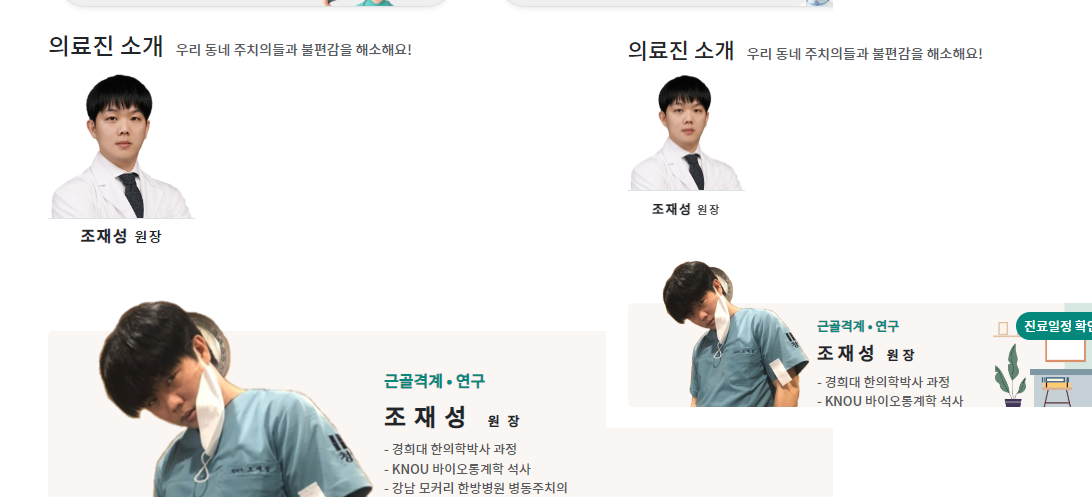 의료진 소개 우리 동네 주치의들과 불편감을 해소해요!
조재성 원장
근골격계 • 연구
조재성 원장
- 경희대 한의학박사 과정
- KNOU 바이오통계학 석사
- 강남 모커리 한방병원 병동주치의
의료진 소개 우리 동네 주치의들과 불편감을 해소해요!
조재성 원장
진료일정 확인
근골격계 • 연구
조재성 원장
- 경희대 한의학박사 과정
- KNOU 바이오통계학 석사